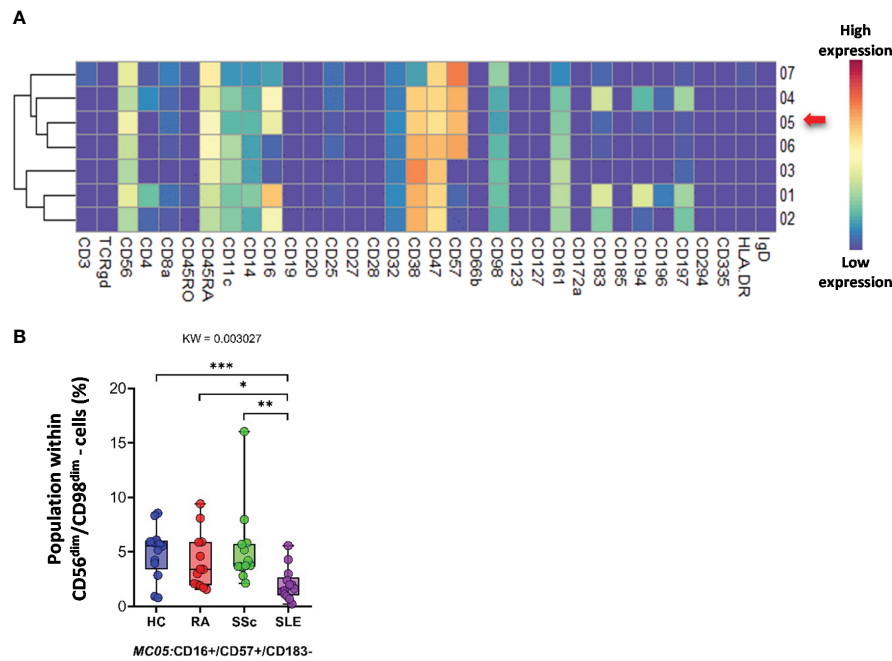 A
High
expression
07
04
05
06
03
01
02
CD3
TCRgd
CD56
CD4
CD8a
CD45RO
CD45RA
CD11c
CD14
CD16
CD19
CD20
CD25
CD27
CD28
CD32
CD38
CD47
CD57
CD66b
CD98
CD123
CD127
CD161
CD172a
CD183
CD185
CD194
CD196
CD197
CD294
CD335
HLA.DR
IgD
Low
expression
B
KW = 0.003027
***
*
**
Population within
CD56dim/CD98dim - cells (%)
20
15
10
5
0
HC RA SSc SLE
MC05:CD16+/CD57+/CD183-